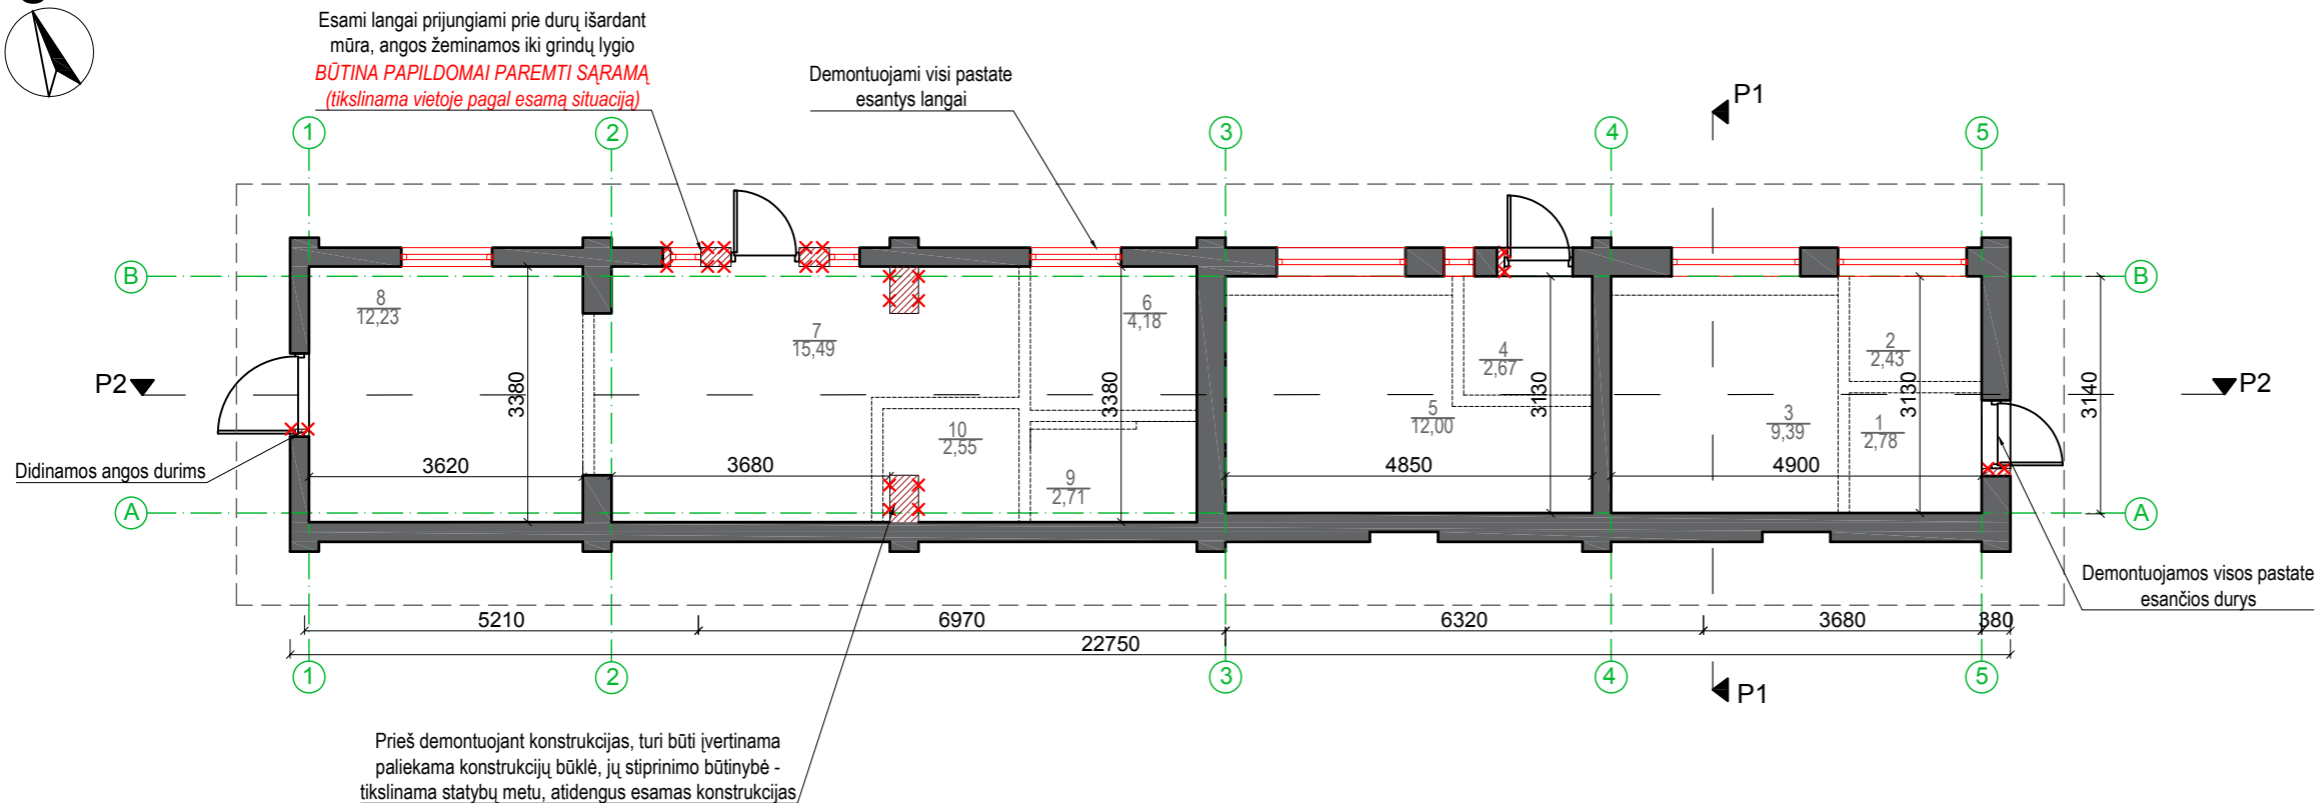 Esami langai prijungiami prie durų išardant
mūra, angos žeminamos iki grindų lygio
BŪTINA PAPILDOMAI PAREMTI SĄRAMĄ
(tikslinama vietoje pagal esamą situaciją)
Demontuojami visi pastate
esantys langai
P1
1
2
3
4
5
B
B
8
12,23
7
15,49
6
4,18
4
2,67
2
2,43
P2
P2
3380
3380
3130
3130
3140
10
2,55
5
12,00
3
9,39
1
2,78
9
2,71
Didinamos angos durims
3620
3680
4850
4900
A
A
Demontuojamos visos pastate
esančios durys
5210
6970
6320
3680
380
22750
1
2
3
4
5
P1
Prieš demontuojant konstrukcijas, turi būti įvertinama
paliekama konstrukcijų būklė, jų stiprinimo būtinybė -
tikslinama statybų metu, atidengus esamas konstrukcijas